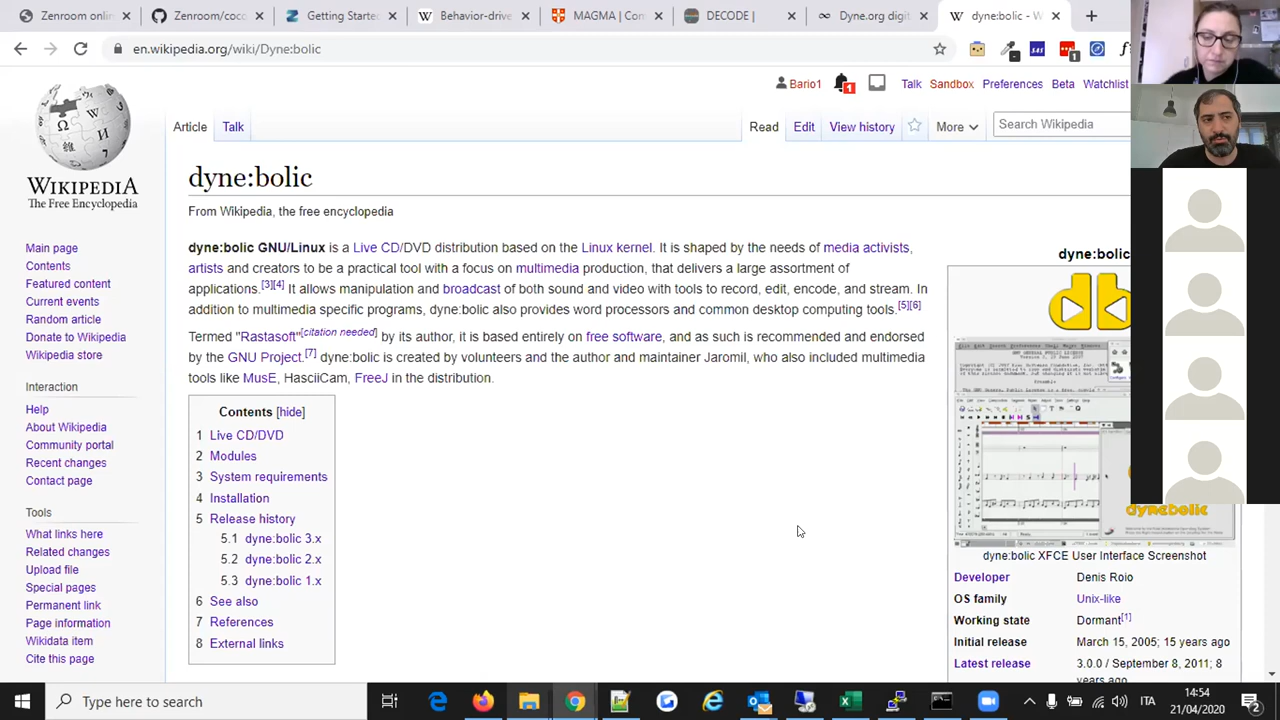 Zenroom onlin
Zenroom/coco
Getting Starte
Behavior-drive
MAGMA | Con
DECODE |
Dyne.org digit
dyne:bolic - W
en.wikipedia.org/wiki/Dyne:bolic
Bario1
1
Talk
Sandbox
Preferences
Beta
Watchlist
Article
Talk
Read
Edit
View history
More
Search Wikipedia
WIKIPEDIA
The Free Encyclopedia
dyne:bolic
From Wikipedia, the free encyclopedia
dyne:bolic GNU/Linux is a Live CD/DVD distribution based on the Linux kernel. It is shaped by the needs of media activists,
artists and creators to be a practical tool with a focus on multimedia production, that delivers a large assortment of
applications.[3][4] It allows manipulation and broadcast of both sound and video with tools to record, edit, encode, and stream. In
addition to multimedia specific programs, dyne:bolic also provides word processors and common desktop computing tools.[5][6]
Termed "Rastasoft"[citation needed] by its author, it is based entirely on free software, and as such is recommended and endorsed
by the GNU Project.[7] dyne:bolic is created by volunteers and the author and maintainer Jaromil, who also included multimedia
tools like MusE, HasciiCam, FreeJ in the distribution.
Main page
Contents
Featured content
Current events
Random article
Donate to Wikipedia
Wikipedia store
Interaction
Help
About Wikipedia
Community portal
Recent changes
Contact page
Tools
What links here
Related changes
Upload file
Special pages
Permanent link
Page information
Wikidata item
Cite this page
Contents [hide]
1 Live CD/DVD
2 Modules
3 System requirements
4 Installation
5 Release history
5.1 dyne:bolic 3.x
5.2 dyne:bolic 2.x
5.3 dyne:bolic 1.x
6 See also
7 References
8 External links
dyne:bolic
dynebolic
dyne:bolic XFCE User Interface Screenshot
Developer Denis Roio
OS family Unix-like
Working state Dormant[1]
Initial release March 15, 2005; 15 years ago
Latest release 3.0.0 / September 8, 2011; 8
years ago
Type here to search
ITA
14:54
21/04/2020
2